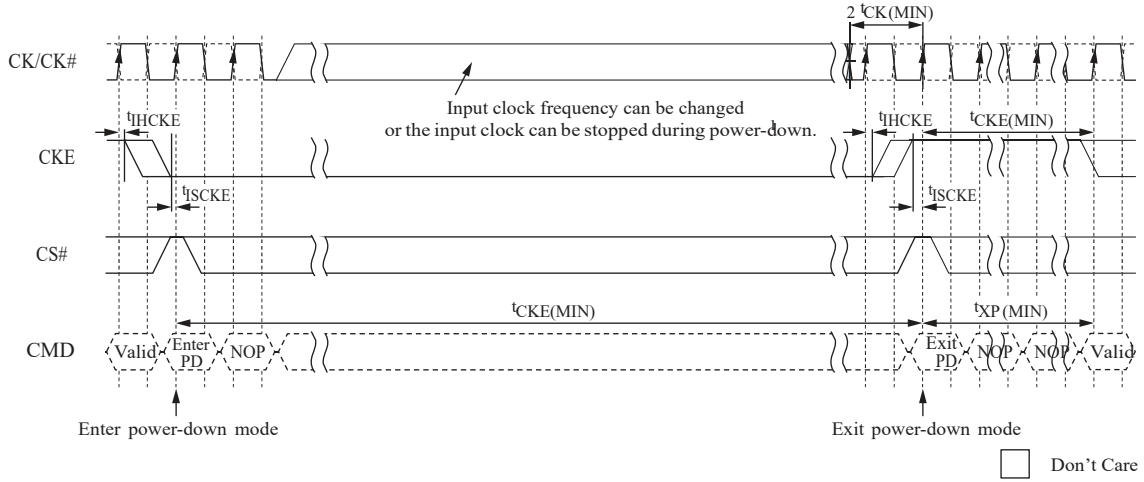 2 tCK(MIN)
CK/CK#
Input clock frequency can be changed
or the input clock can be stopped during power-down.
tIHCKE
tIHCKE
tCKE(MIN)
CKE
tISCKE
tISCKE
CS#
tCKE(MIN)
tXP(MIN)
CMD
Valid
Enter
PD
NOP
Exit
PD
NOP
NOP
Valid
Enter power-down mode
Exit power-down mode
Don't Care